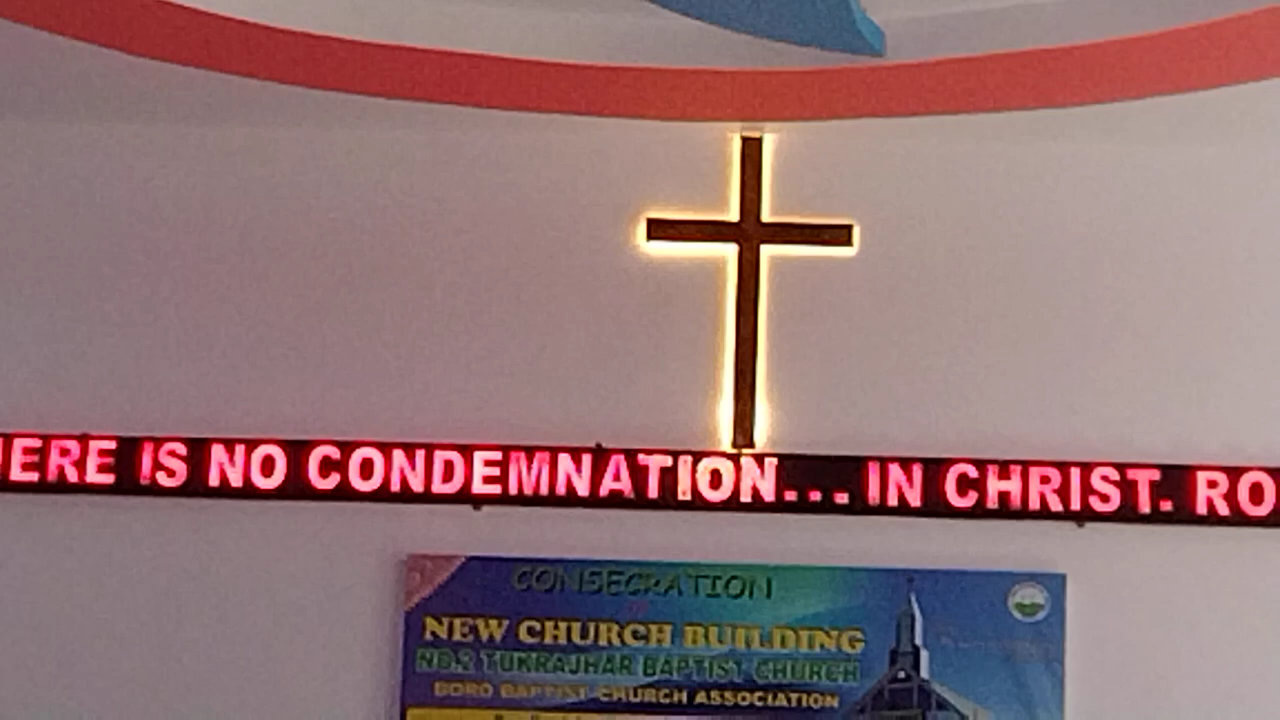 HERE IS NO CONDEMNATION... IN CHRIST. RO
CONSECRATION
NEW CHURCH BUILDING
NO.2 TUKRAJHAR BAPTIST CHURCH
BORO BAPTIST CHURCH ASSOCIATION